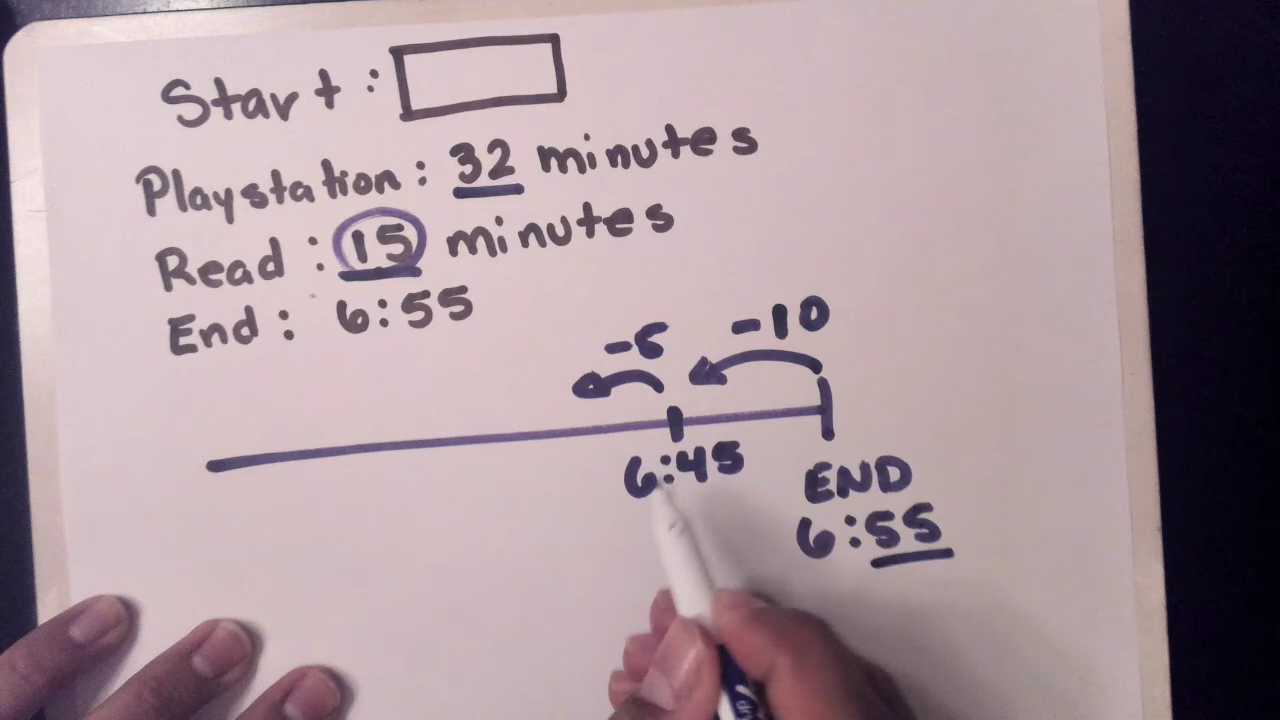 Start:
Playstation: 32 minutes
Read: 15 minutes
End: 6:55
-5
-10
6:45
END
6:55